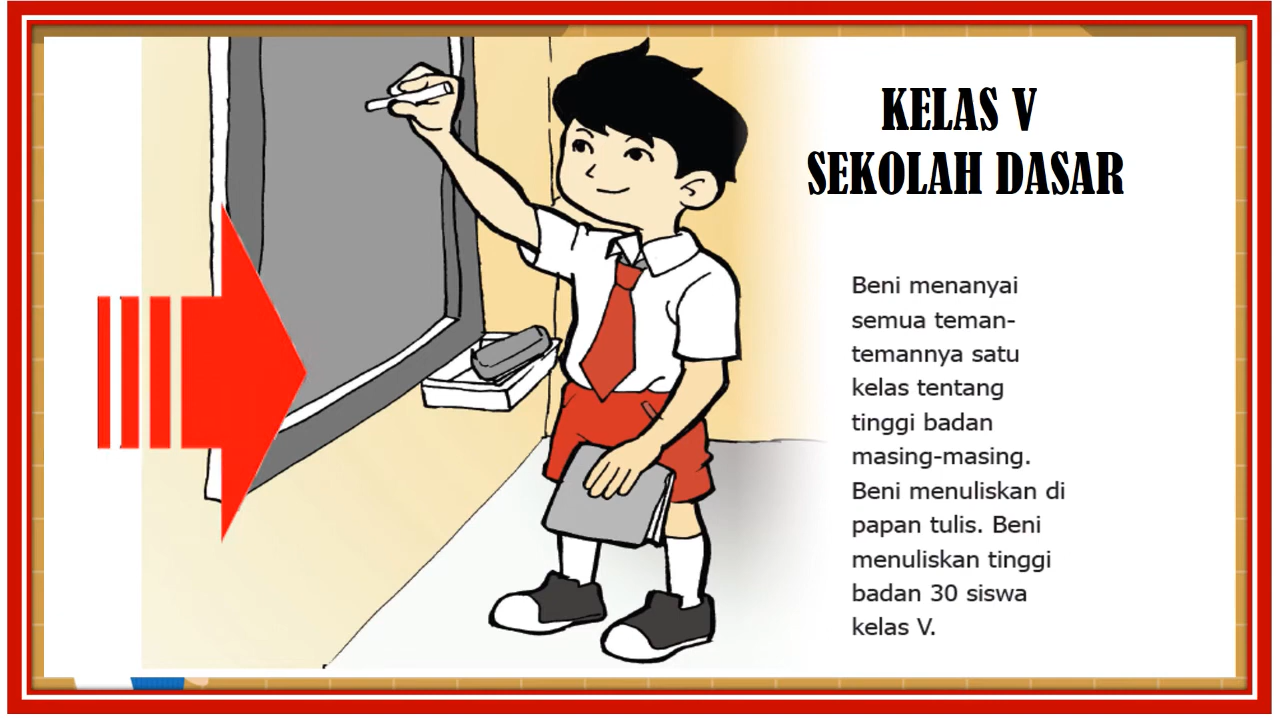 KELAS V
SEKOLAH DASAR
Beni menanyai
semua teman-
temannya satu
kelas tentang
tinggi badan
masing-masing.
Beni menuliskan di
papan tulis. Beni
menuliskan tinggi
badan 30 siswa
kelas V.